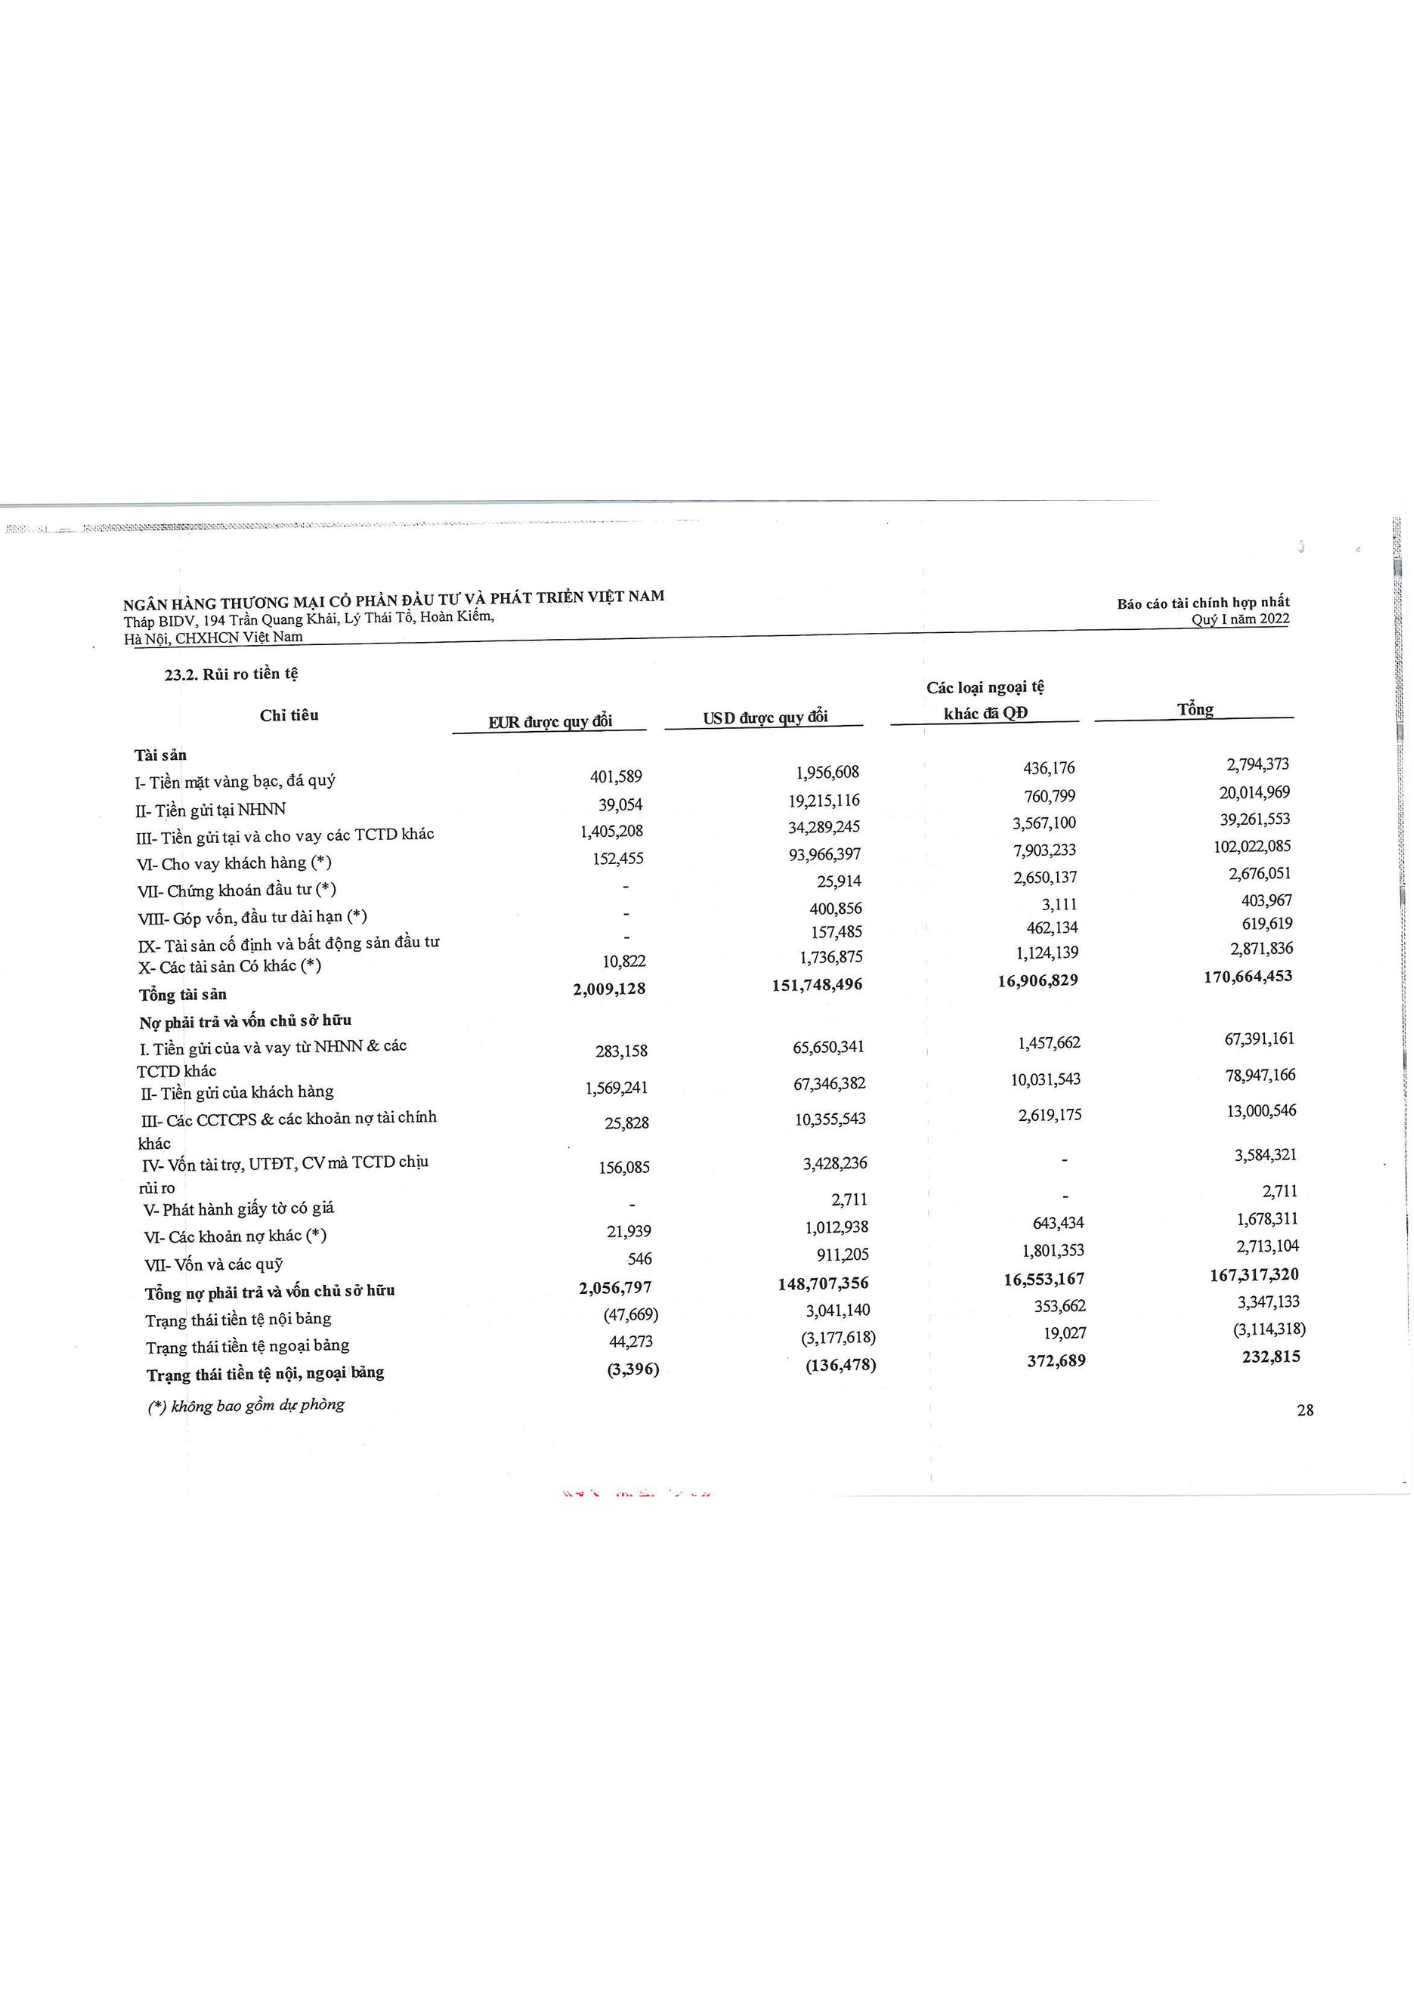 NGÂN HÀNG THƯƠNG MẠI CỔ PHẦN ĐẦU TƯ VÀ PHÁT TRIỂN VIỆT NAM
Tháp BIDV, 194 Trần Quang Khải, Lý Thái Tổ, Hoàn Kiếm,
Hà Nội, CHXHCN Việt Nam
Báo cáo tài chính hợp nhất
Quý I năm 2022
23.2. Rủi ro tiền tệ
Chỉ tiêu EUR được quy đổi USD được quy đổi Các loại ngoại tệ khác đã QĐ Tổng
Tài sản
I- Tiền mặt vàng bạc, đá quý 401,589 1,956,608 436,176 2,794,373
II- Tiền gửi tại NHNN 39,054 19,215,116 760,799 20,014,969
III- Tiền gửi tại và cho vay các TCTD khác 1,405,208 34,289,245 3,567,100 39,261,553
VI- Cho vay khách hàng (*) 152,455 93,966,397 7,903,233 102,022,085
VII- Chứng khoán đầu tư (*) - 25,914 2,650,137 2,676,051
VIII- Góp vốn, đầu tư dài hạn (*) - 400,856 3,111 403,967
IX- Tài sản cố định và bất động sản đầu tư - 157,485 462,134 619,619
X- Các tài sản Có khác (*) 10,822 1,736,875 1,124,139 2,871,836
Tổng tài sản 2,009,128 151,748,496 16,906,829 170,664,453
Nợ phải trả và vốn chủ sở hữu
I. Tiền gửi của và vay từ NHNN & các
TCTD khác 283,158 65,650,341 1,457,662 67,391,161
II- Tiền gửi của khách hàng 1,569,241 67,346,382 10,031,543 78,947,166
III- Các CCTCPS & các khoản nợ tài chính
khác 25,828 10,355,543 2,619,175 13,000,546
IV- Vốn tài trợ, UTĐT, CV mà TCTD chịu
rủi ro 156,085 3,428,236 - 3,584,321
V- Phát hành giấy tờ có giá - 2,711 - 2,711
VI- Các khoản nợ khác (*) 21,939 1,012,938 643,434 1,678,311
VII- Vốn và các quỹ 546 911,205 1,801,353 2,713,104
Tổng nợ phải trả và vốn chủ sở hữu 2,056,797 148,707,356 16,553,167 167,317,320
Trạng thái tiền tệ nội bảng (47,669) 3,041,140 353,662 3,347,133
Trạng thái tiền tệ ngoại bảng 44,273 (3,177,618) 19,027 (3,114,318)
Trạng thái tiền tệ nội, ngoại bảng (3,396) (136,478) 372,689 232,815
(*) không bao gồm dự phòng
28